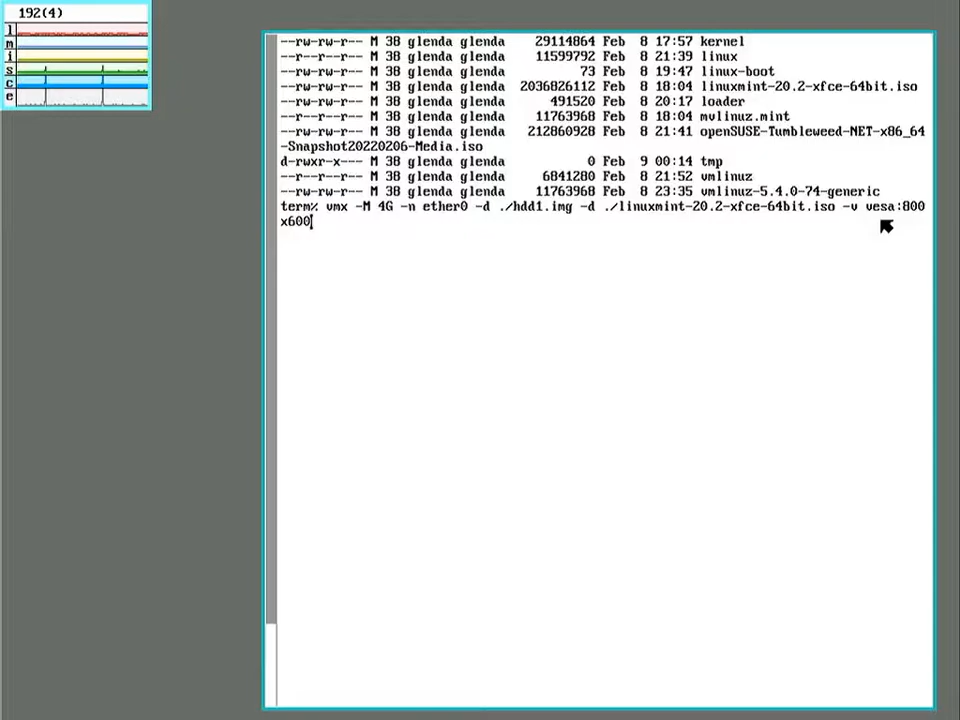 192(4)
l
m
i
s
c
e
--rw-rw-r-- M 38 glenda glenda 29114864 Feb 8 17:57 kernel
--rw-rw-r-- M 38 glenda glenda 11599792 Feb 8 21:39 linux
--rw-rw-r-- M 38 glenda glenda 73 Feb 8 19:47 linux-boot
--rw-rw-r-- M 38 glenda glenda 2036826112 Feb 8 18:04 linuxmint-20.2-xfce-64bit.iso
--rw-rw-r-- M 38 glenda glenda 491520 Feb 8 20:17 loader
--r--r--r-- M 38 glenda glenda 11763968 Feb 8 18:04 mvlinuz.mint
--rw-rw-r-- M 38 glenda glenda 212860928 Feb 8 21:41 openSUSE-Tumbleweed-NET-x86_64
-Snapshot20220206-Media.iso
d-rwxr-x--- M 38 glenda glenda 0 Feb 9 00:14 tmp
--r--r--r-- M 38 glenda glenda 6841280 Feb 8 21:52 vmlinuz
--rw-rw-r-- M 38 glenda glenda 11763968 Feb 8 23:35 vmlinuz-5.4.0-74-generic
term% vmx -M 4G -n ether0 -d ./hdd1.img -d ./linuxmint-20.2-xfce-64bit.iso -v vesa:800
x600